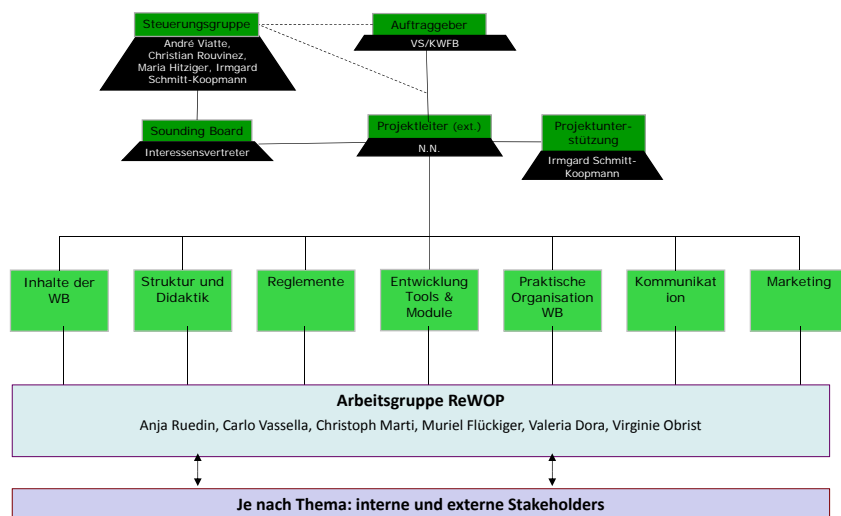 Steuerungsgruppe
André Viatte,
Christian Rouvinez,
Maria Hitziger, Irmgard
Schmitt-Koopmann
Auftraggeber
VS/KWFB
Sounding Board
Interessensvertreter
Projektleiter (ext.)
N.N.
Projektunter-
stützung
Irmgard Schmitt-
Koopmann
Inhalte der
WB
Struktur und
Didaktik
Reglemente
Entwicklung
Tools &
Module
Praktische
Organisation
WB
Kommunikat
ion
Marketing
Arbeitsgruppe ReWOP
Anja Ruedin, Carlo Vassella, Christoph Marti, Muriel Flückiger, Valeria Dora, Virginie Obrist
Je nach Thema: interne und externe Stakeholders